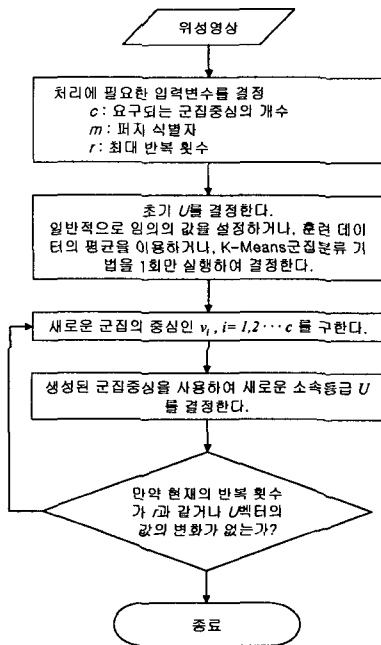 위성영상
처리에 필요한 입력변수를 결정
c : 요구되는 군집중심의 개수
m : 퍼지 식별자
r : 최대 반복 횟수
초기 U를 결정한다.
일반적으로 임의의 값을 설정하거나, 훈련 데이
터의 평균을 이용하거나, K-Means군집분류 기
법을 1회만 실행하여 결정한다.
새로운 군집의 중심인 vi , i= 1,2 ··· c 를 구한다.
생성된 군집중심을 사용하여 새로운 소속등급 U
를 결정한다.
만약 현재의 반복 횟수
가 r과 같거나 U벡터의
값의 변화가 없는가?
종료